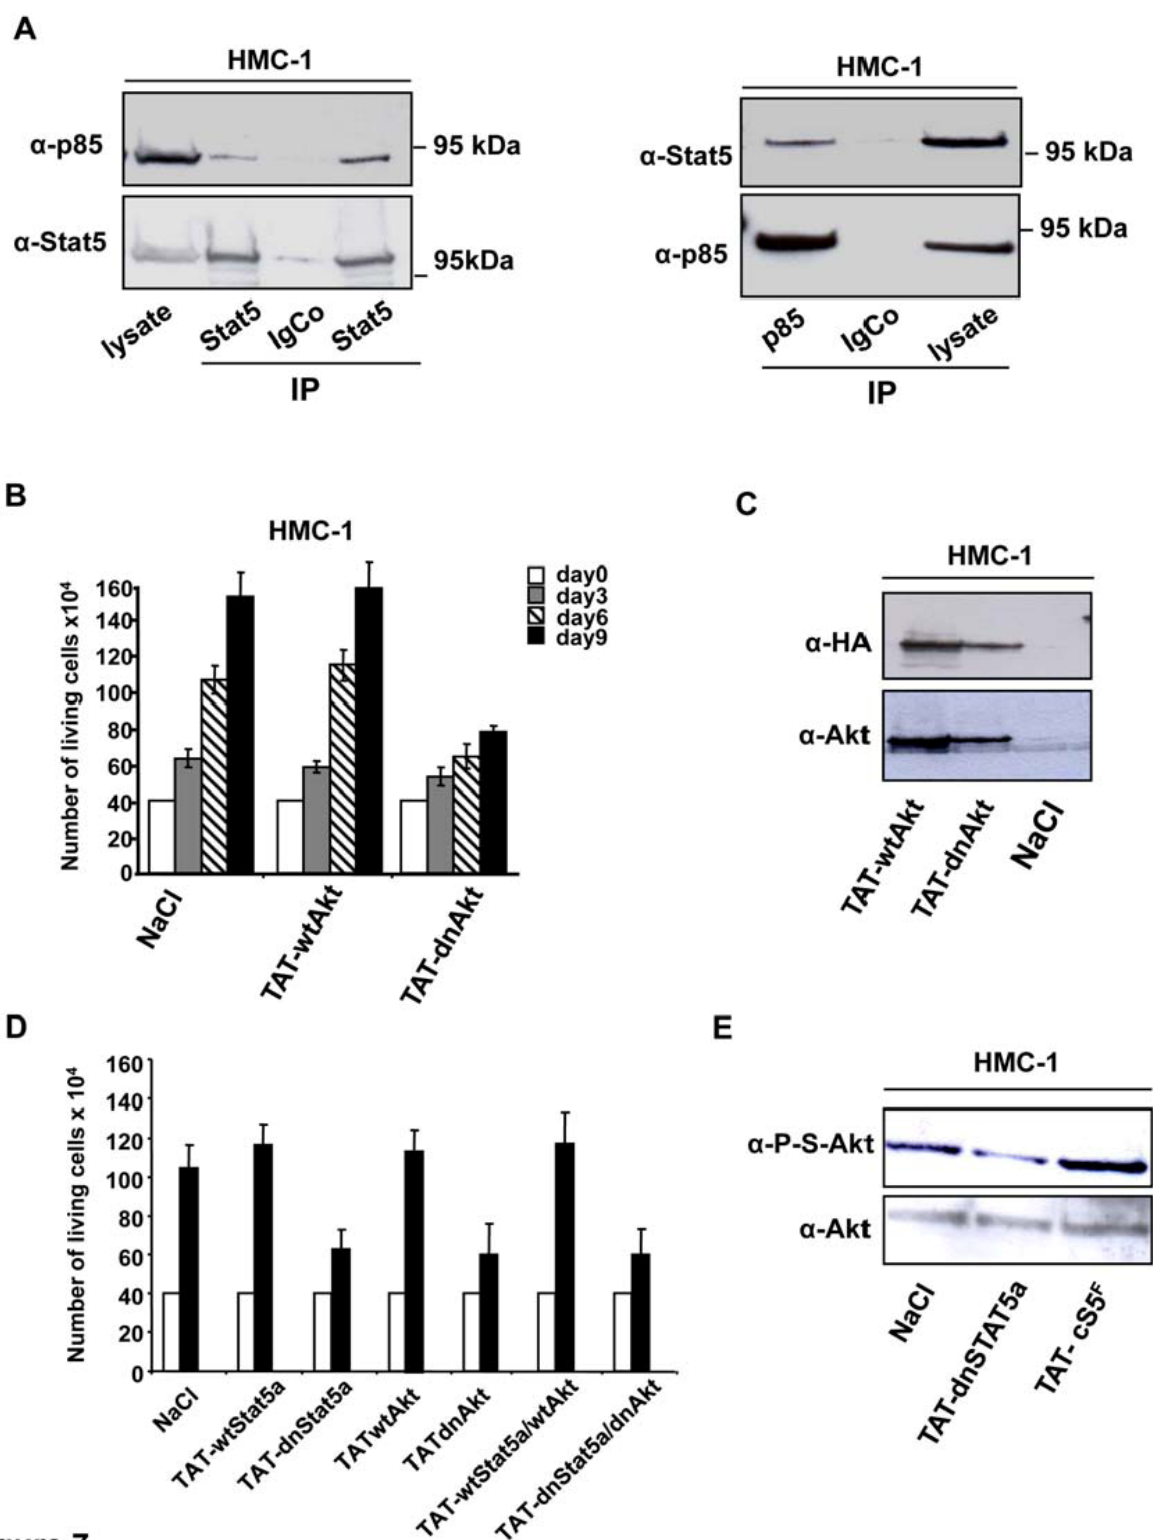 A
HMC-1
α-p85
95 kDa
α-Stat5
95kDa
lysate
Stat5
IgCo
Stat5
IP
HMC-1
α-Stat5
95 kDa
α-p85
95 kDa
p85
IgCo
lysate
IP
B
HMC-1
Number of living cells x10⁴
160
140
120
100
80
60
40
20
0
day0
day3
day6
day9
NaCl
TAT-wtAkt
TAT-dnAkt
C
HMC-1
α-HA
α-Akt
TAT-wtAkt
TAT-dnAkt
NaCl
D
Number of living cells x 10⁴
160
140
120
100
80
60
40
20
0
NaCl
TAT-wtStat5a
TAT-dnStat5a
TATwtAkt
TATdnAkt
TAT-wtStat5a/wtAkt
TAT-dnStat5a/dnAkt
E
HMC-1
α-P-S-Akt
α-Akt
NaCl
TAT-dnSTAT5a
TAT- cS5ᶠ